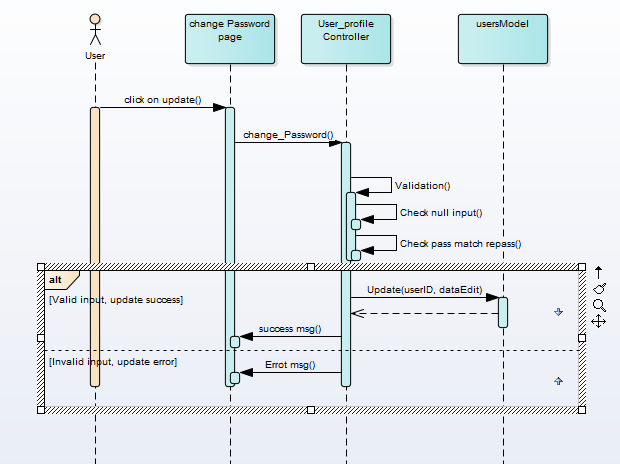 change Password
page
User_profile
Controller
usersModel
User
click on update()
change_Password()
Validation()
Check null input()
Check pass match repass()
alt
[Valid input, update success]
Update(userID, dataEdit)
success msg()
[Invalid input, update error]
Errot msg()